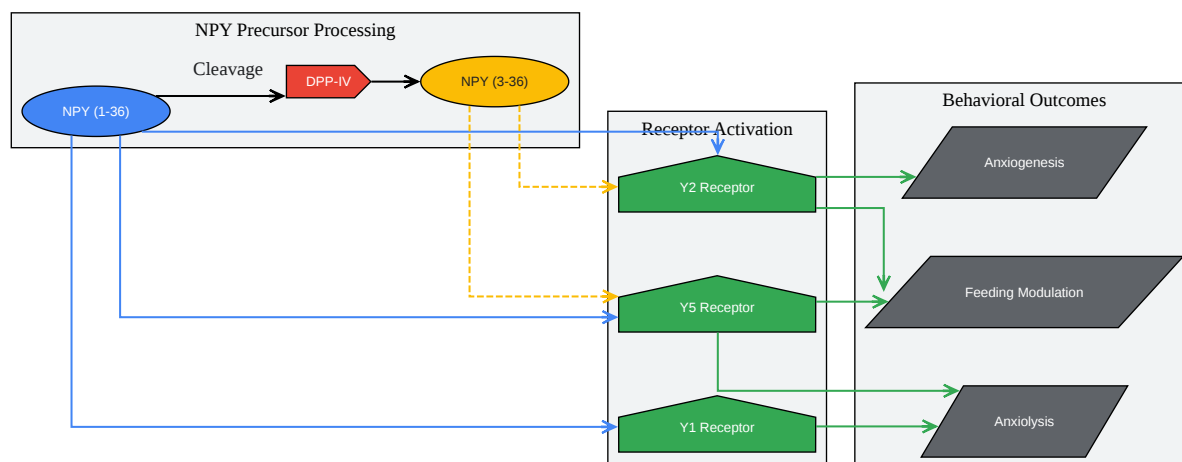 NPY Precursor Processing
Cleavage
DPP-IV
NPY (3-36)
NPY (1-36)
Receptor Activation
Y2 Receptor
Y5 Receptor
Y1 Receptor
Behavioral Outcomes
Anxiogenesis
Feeding Modulation
Anxiolysis